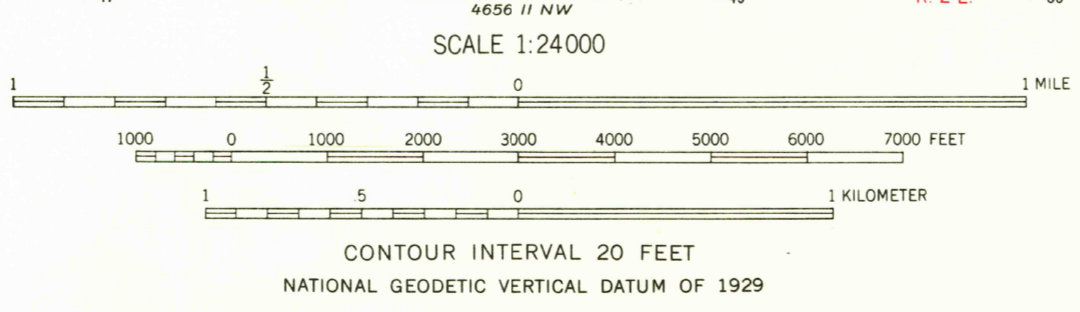 4656 II NW
SCALE 1:24000
1 1/2 0 1 MILE
1000 0 1000 2000 3000 4000 5000 6000 7000 FEET
1 .5 0 1 KILOMETER
CONTOUR INTERVAL 20 FEET
NATIONAL GEODETIC VERTICAL DATUM OF 1929